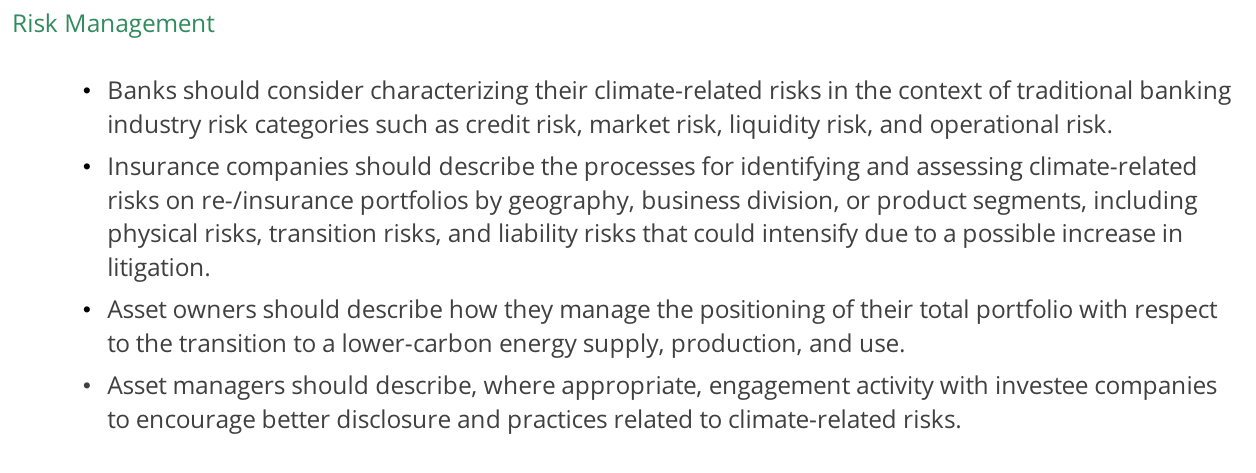 Risk Management
• Banks should consider characterizing their climate-related risks in the context of traditional banking
industry risk categories such as credit risk, market risk, liquidity risk, and operational risk.
• Insurance companies should describe the processes for identifying and assessing climate-related
risks on re-/insurance portfolios by geography, business division, or product segments, including
physical risks, transition risks, and liability risks that could intensify due to a possible increase in
litigation.
• Asset owners should describe how they manage the positioning of their total portfolio with respect
to the transition to a lower-carbon energy supply, production, and use.
• Asset managers should describe, where appropriate, engagement activity with investee companies
to encourage better disclosure and practices related to climate-related risks.